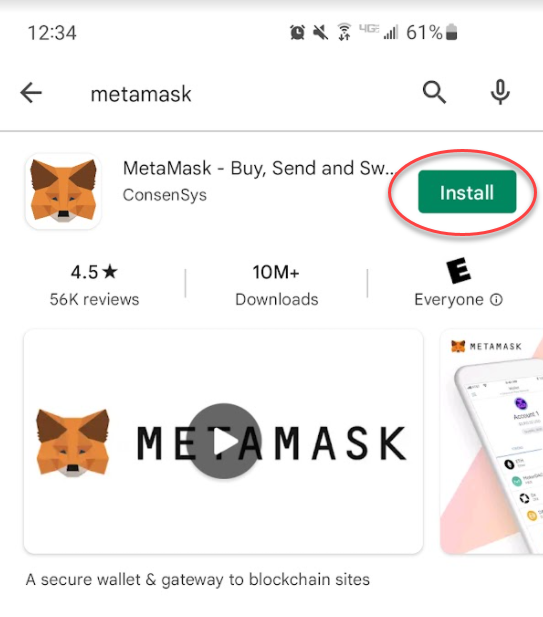 12:34
4GE
61%
metamask
MetaMask - Buy, Send and Sw...
ConsenSys
Install
4.5★
56K reviews
10M+
Downloads
E
Everyone
METAMASK
METAMASK
Account 1
A secure wallet & gateway to blockchain sites